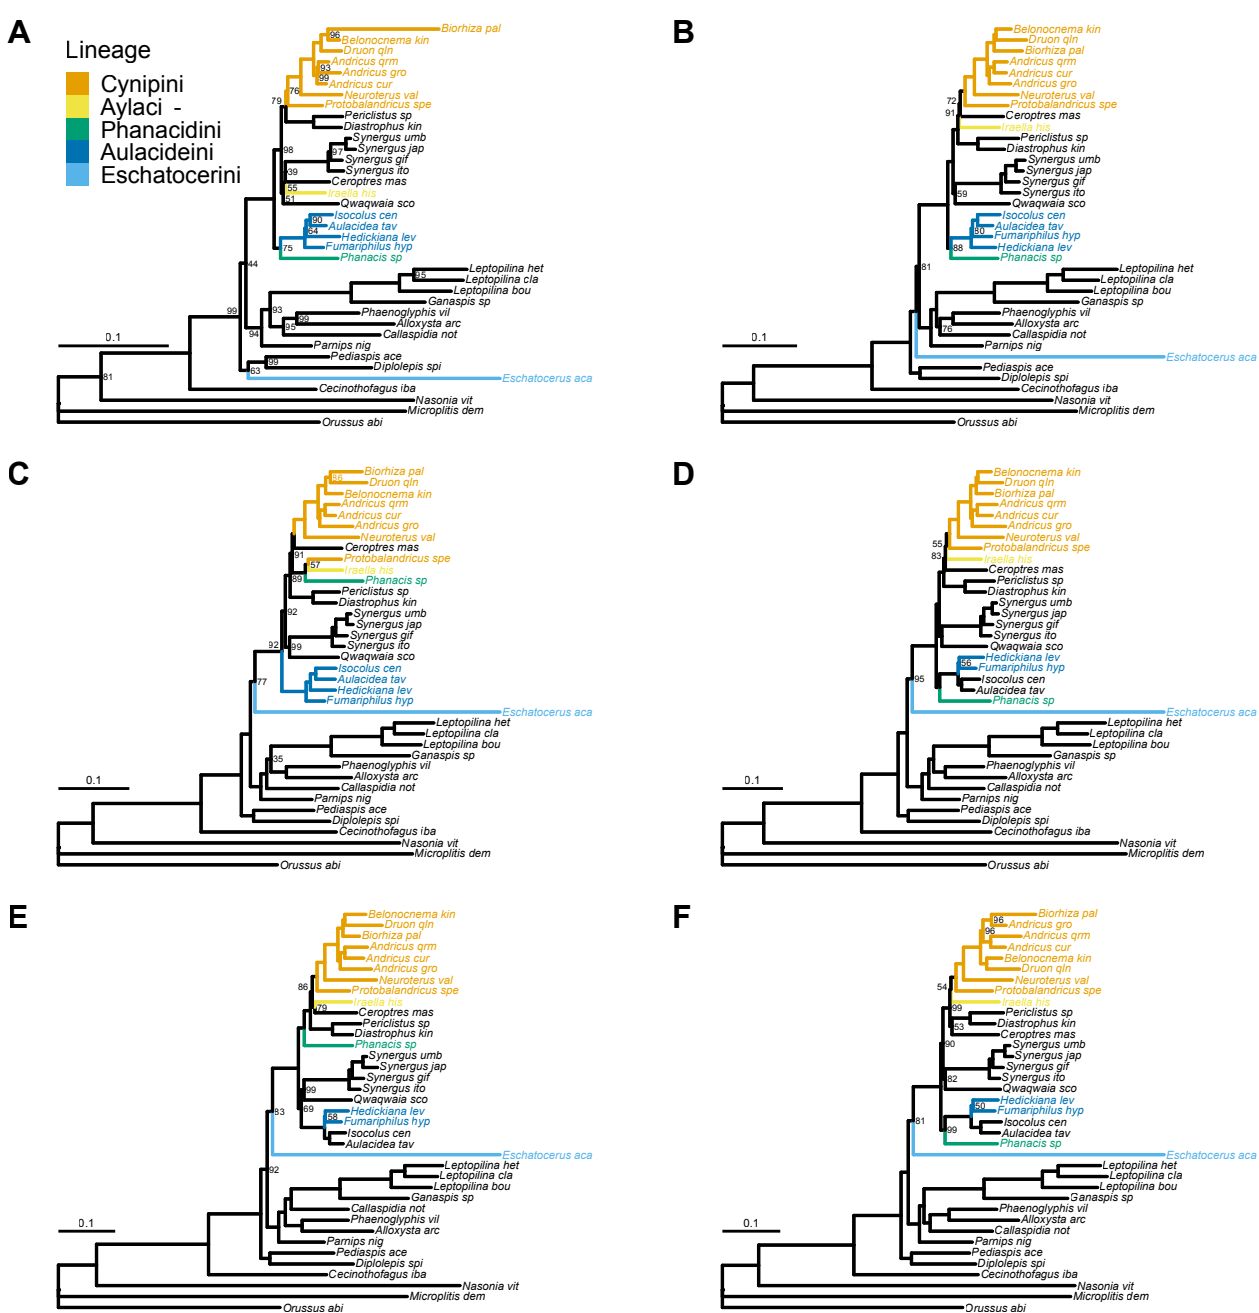 A
Lineage
Cynipini
Aylaci -
Phanacidini
Aulacideini
Eschatocerini
Biorhiza pal
96
Belonocnema kin
Druon qln
Andricus qrm
93
Andricus gro
99
Andricus cur
76
Neuroterus val
79
Protobalandricus spe
Periclistus sp
Diastrophus kin
Synergus umb
98
97
Synergus jap
Synergus gif
39
Synergus ito
Ceroptres mas
55
Iraella his
51
Qwaqwaia sco
Isocolus cen
90
Aulacidea tav
64
Hedickiana lev
75
Fumariphilus hyp
Phanacis sp
44
Leptopilina het
95
Leptopilina cla
Leptopilina bou
Ganaspis sp
99
93
Phaenoglyphis vil
99
95
Alloxysta arc
94
Callaspidia not
0.1
Parnips nig
Pediaspis ace
99
Diplolepis spi
63
Eschatocerus aca
81
Cecinothofagus iba
Nasonia vit
Microplitis dem
Orussus abi
B
Belonocnema kin
Druon qln
Biorhiza pal
Andricus qrm
Andricus cur
Andricus gro
Neuroterus val
72
Protobalandricus spe
91
Ceroptres mas
Iraella his
Periclistus sp
Diastrophus kin
Synergus umb
Synergus jap
Synergus gif
59
Synergus ito
Qwaqwaia sco
Isocolus cen
Aulacidea tav
80
Fumariphilus hyp
88
Hedickiana lev
Phanacis sp
81
Leptopilina het
Leptopilina cla
Leptopilina bou
Ganaspis sp
Phaenoglyphis vil
Alloxysta arc
76
Callaspidia not
0.1
Parnips nig
Eschatocerus aca
Pediaspis ace
Diplolepis spi
Cecinothofagus iba
Nasonia vit
Microplitis dem
Orussus abi
C
Biorhiza pal
86
Druon qln
Belonocnema kin
Andricus qrm
Andricus cur
Andricus gro
Neuroterus val
Ceroptres mas
91
Protobalandricus spe
57
Iraella his
89
Phanacis sp
Periclistus sp
Diastrophus kin
92
Synergus umb
Synergus jap
Synergus gif
92
99
Synergus ito
Qwaqwaia sco
Isocolus cen
77
Aulacidea tav
Hedickiana lev
Fumariphilus hyp
Eschatocerus aca
Leptopilina het
Leptopilina cla
Leptopilina bou
35
Ganaspis sp
Phaenoglyphis vil
0.1
Alloxysta arc
Callaspidia not
Parnips nig
Pediaspis ace
Diplolepis spi
Cecinothofagus iba
Nasonia vit
Microplitis dem
Orussus abi
D
Belonocnema kin
Druon qln
Biorhiza pal
Andricus qrm
Andricus cur
Andricus gro
Neuroterus val
55
Protobalandricus spe
83
Iraella his
Ceroptres mas
Periclistus sp
Diastrophus kin
Synergus umb
Synergus jap
Synergus gif
Synergus ito
Qwaqwaia sco
Hedickiana lev
56
Fumariphilus hyp
95
Isocolus cen
Aulacidea tav
Phanacis sp
Eschatocerus aca
Leptopilina het
Leptopilina cla
Leptopilina bou
Ganaspis sp
Phaenoglyphis vil
0.1
Alloxysta arc
Callaspidia not
Parnips nig
Pediaspis ace
Diplolepis spi
Cecinothofagus iba
Nasonia vit
Microplitis dem
Orussus abi
E
Belonocnema kin
Druon qln
Biorhiza pal
Andricus qrm
Andricus cur
Andricus gro
Neuroterus val
86
Protobalandricus spe
Iraella his
79
Ceroptres mas
Periclistus sp
Diastrophus kin
Phanacis sp
Synergus umb
Synergus jap
Synergus gif
99
Synergus ito
Qwaqwaia sco
69
Hedickiana lev
83
58
Fumariphilus hyp
Isocolus cen
Aulacidea tav
Eschatocerus aca
92
Leptopilina het
Leptopilina cla
Leptopilina bou
Ganaspis sp
Callaspidia not
0.1
Phaenoglyphis vil
Alloxysta arc
Parnips nig
Pediaspis ace
Diplolepis spi
Cecinothofagus iba
Nasonia vit
Microplitis dem
Orussus abi
F
Biorhiza pal
96
Andricus gro
96
Andricus qrm
Andricus cur
Belonocnema kin
Druon qln
Neuroterus val
54
Protobalandricus spe
Iraella his
99
Periclistus sp
53
Diastrophus kin
Ceroptres mas
90
Synergus umb
Synergus jap
Synergus gif
82
Synergus ito
Qwaqwaia sco
Hedickiana lev
50
Fumariphilus hyp
81
Isocolus cen
99
Aulacidea tav
Phanacis sp
Eschatocerus aca
Leptopilina het
Leptopilina cla
Leptopilina bou
Ganaspis sp
Phaenoglyphis vil
0.1
Alloxysta arc
Callaspidia not
Parnips nig
Pediaspis ace
Diplolepis spi
Cecinothofagus iba
Nasonia vit
Microplitis dem
Orussus abi